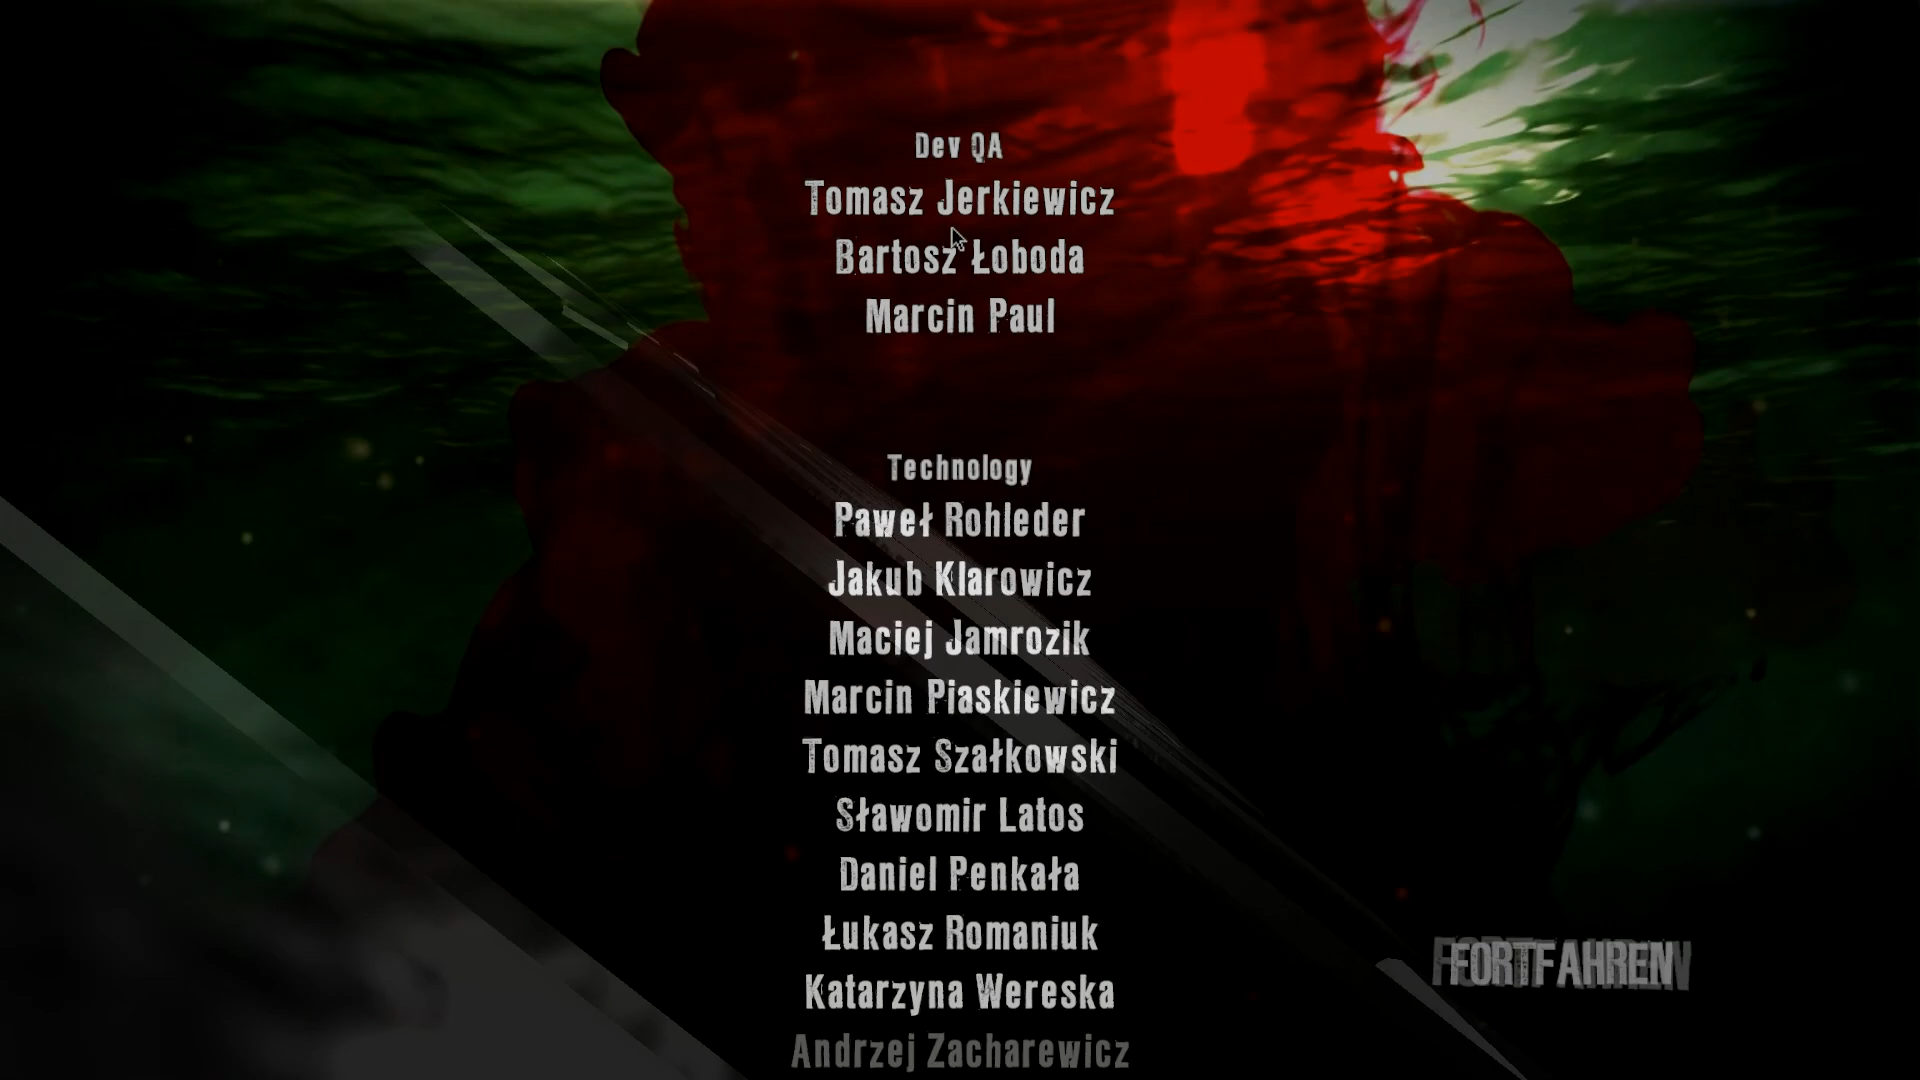 Dev QA
Tomasz Jerkiewicz
Bartosz Łoboda
Marcin Paul
Technology
Paweł Rohleder
Jakub Klarowicz
Maciej Jamrozik
Marcin Piaskiewicz
Tomasz Szałkowski
Sławomir Latos
Daniel Penkała
Łukasz Romaniuk
FORTFAHREN
Katarzyna Wereska
Andrzej Zacharewicz